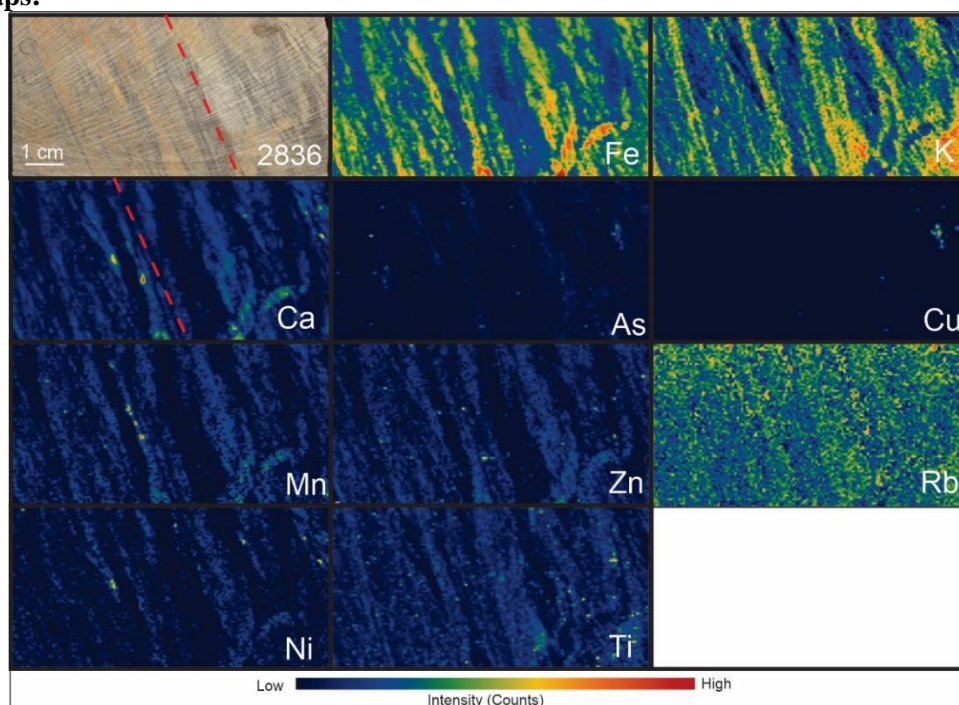 1 cm
2836
Fe
K
Ca
As
Cu
Mn
Zn
Rb
Ni
Ti
Low
High
Intensity (Counts)